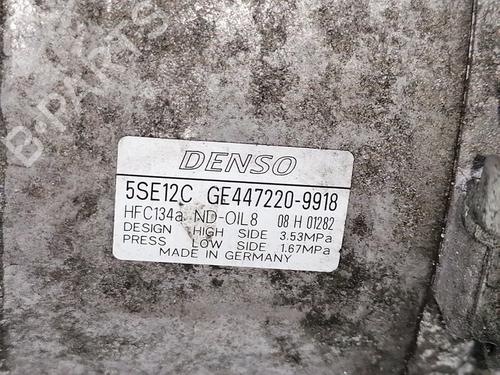 B-PARTS
DENSO
5SE12C GE447220-9918
HFC134a ND-OIL8 08 H 01282
DESIGN HIGH SIDE 3.53MPa
PRESS LOW SIDE 1.67MPa
MADE IN GERMANY